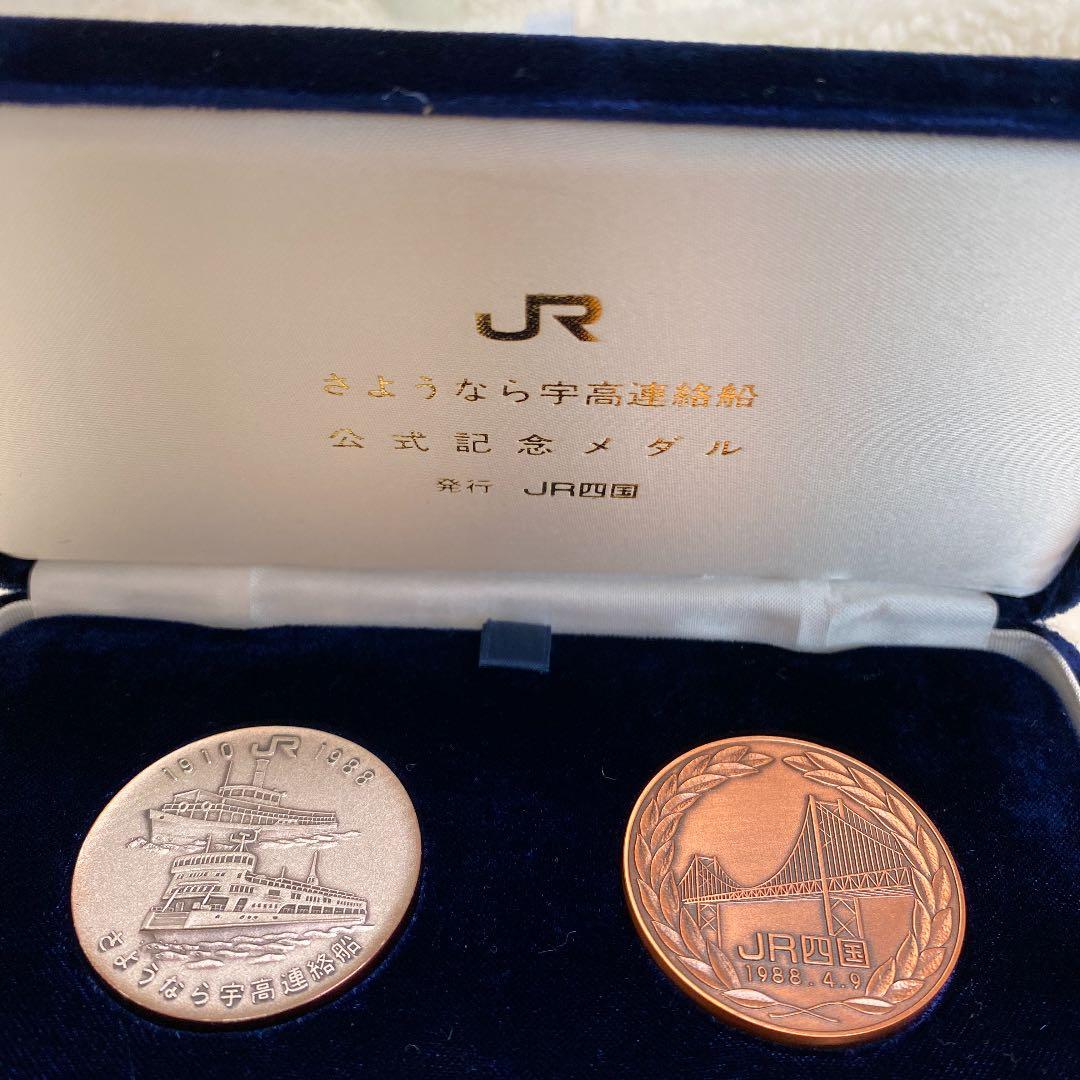 JR
さようなら宇高連絡船
公式記念メダル
発行 JR四国
1910 JR 1988
さようなら宇高連絡船
JR四国
1988.4.9